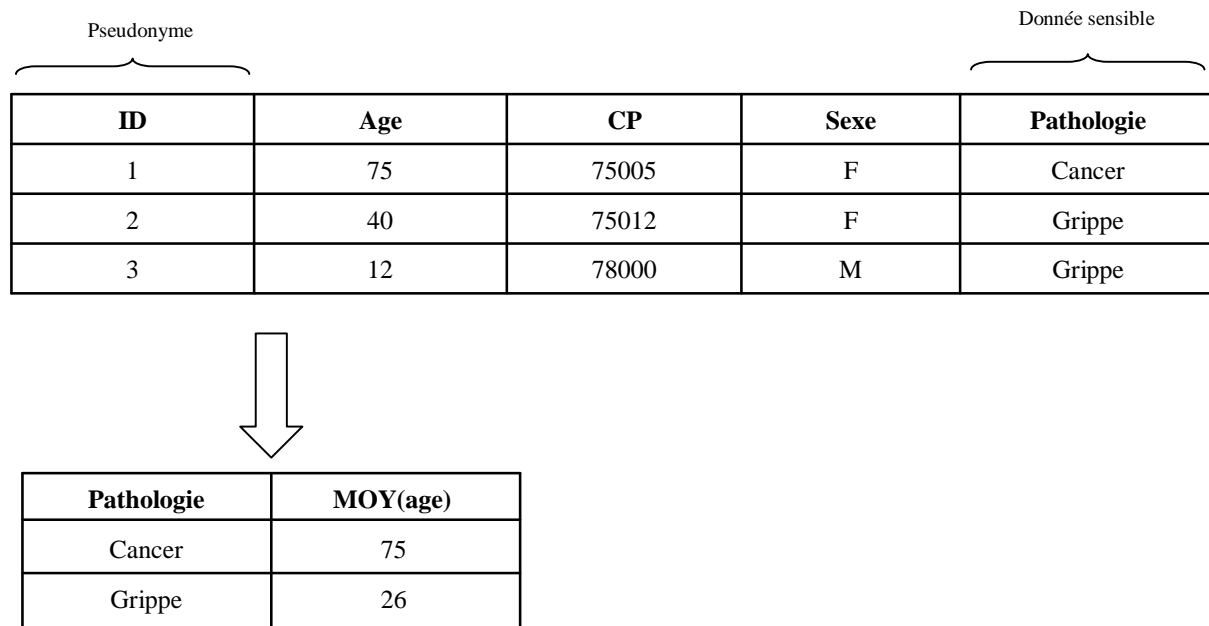 Pseudonyme Donnée sensible
ID Age CP Sexe Pathologie
1 75 75005 F Cancer
2 40 75012 F Grippe
3 12 78000 M Grippe
Pathologie MOY(age)
Cancer 75
Grippe 26